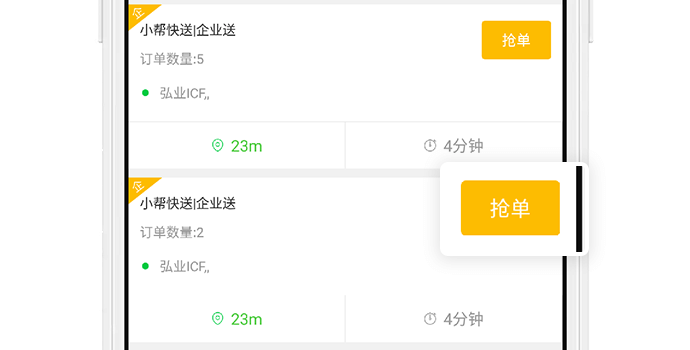 企
小帮快送|企业送
抢单
订单数量:5
弘业ICF,,
23m
4分钟
企
小帮快送|企业送
抢单
订单数量:2
弘业ICF,,
23m
4分钟